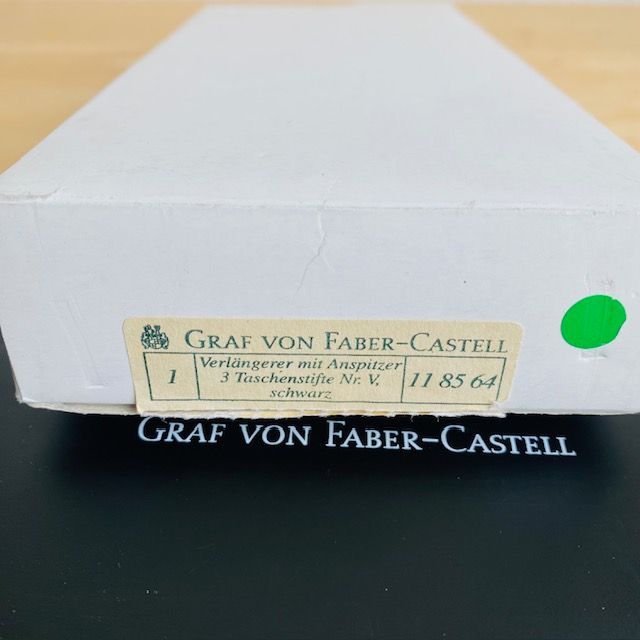 GRAF VON FABER-CASTELL
1
Verlängerer mit Anspitzer
3 Taschenstifte Nr. V,
schwarz
11 85 64
GRAF VON FABER-CASTELL